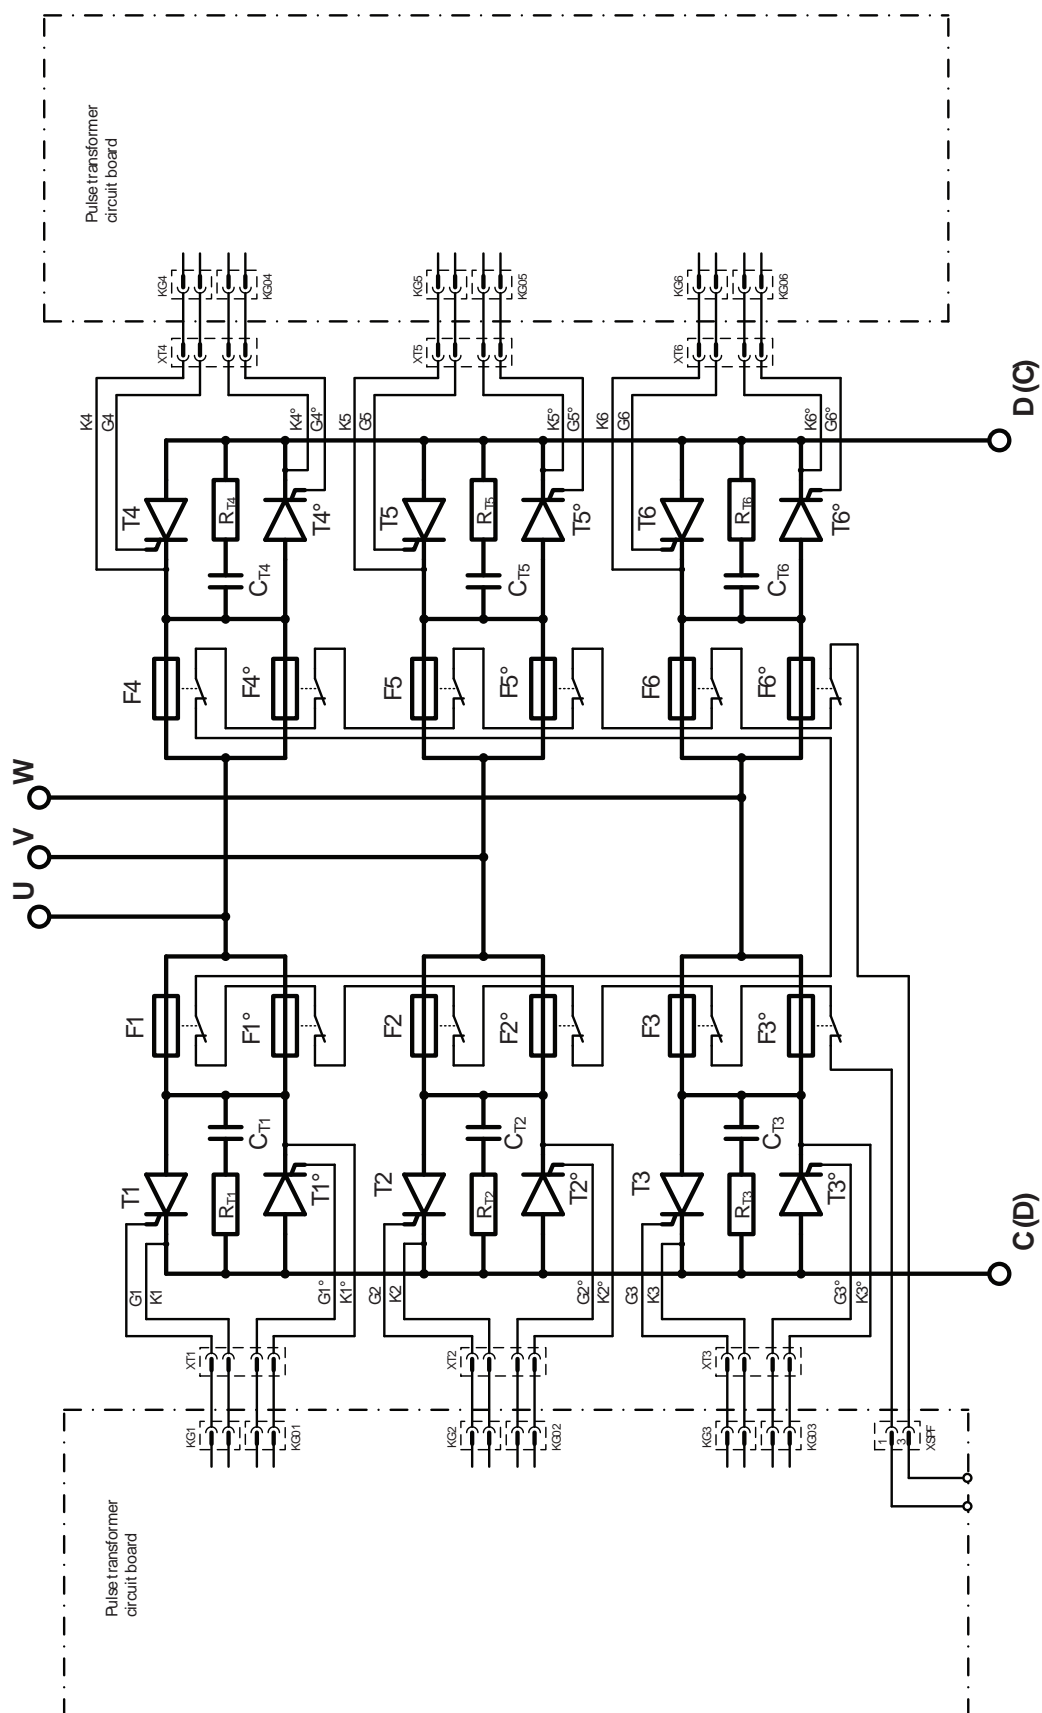 Pulse transformer
circuit board
KG4
KG04
KG5
KG05
KG6
KG06
XT4
XT5
XT6
K4
G4
K4°
G4°
K5
G5
K5°
G5°
K6
G6
K6°
G6°
D (C)
T4
RT4
T4°
T5
RT5
T5°
T6
RT6
T6°
CT4
CT5
CT6
F4
F4°
F5
F5°
F6
F6°
W
V
U
F1
F1°
F2
F2°
F3
F3°
CT1
CT2
CT3
T1
RT1
T1°
T2
RT2
T2°
T3
RT3
T3°
C (D)
G1
K1
G1°
K1°
G2
K2
G2°
K2°
G3
K3
G3°
K3°
XT1
XT2
XT3
KG1
KG01
KG2
KG02
KG3
KG03
1
3
XSPF
Pulse transformer
circuit board